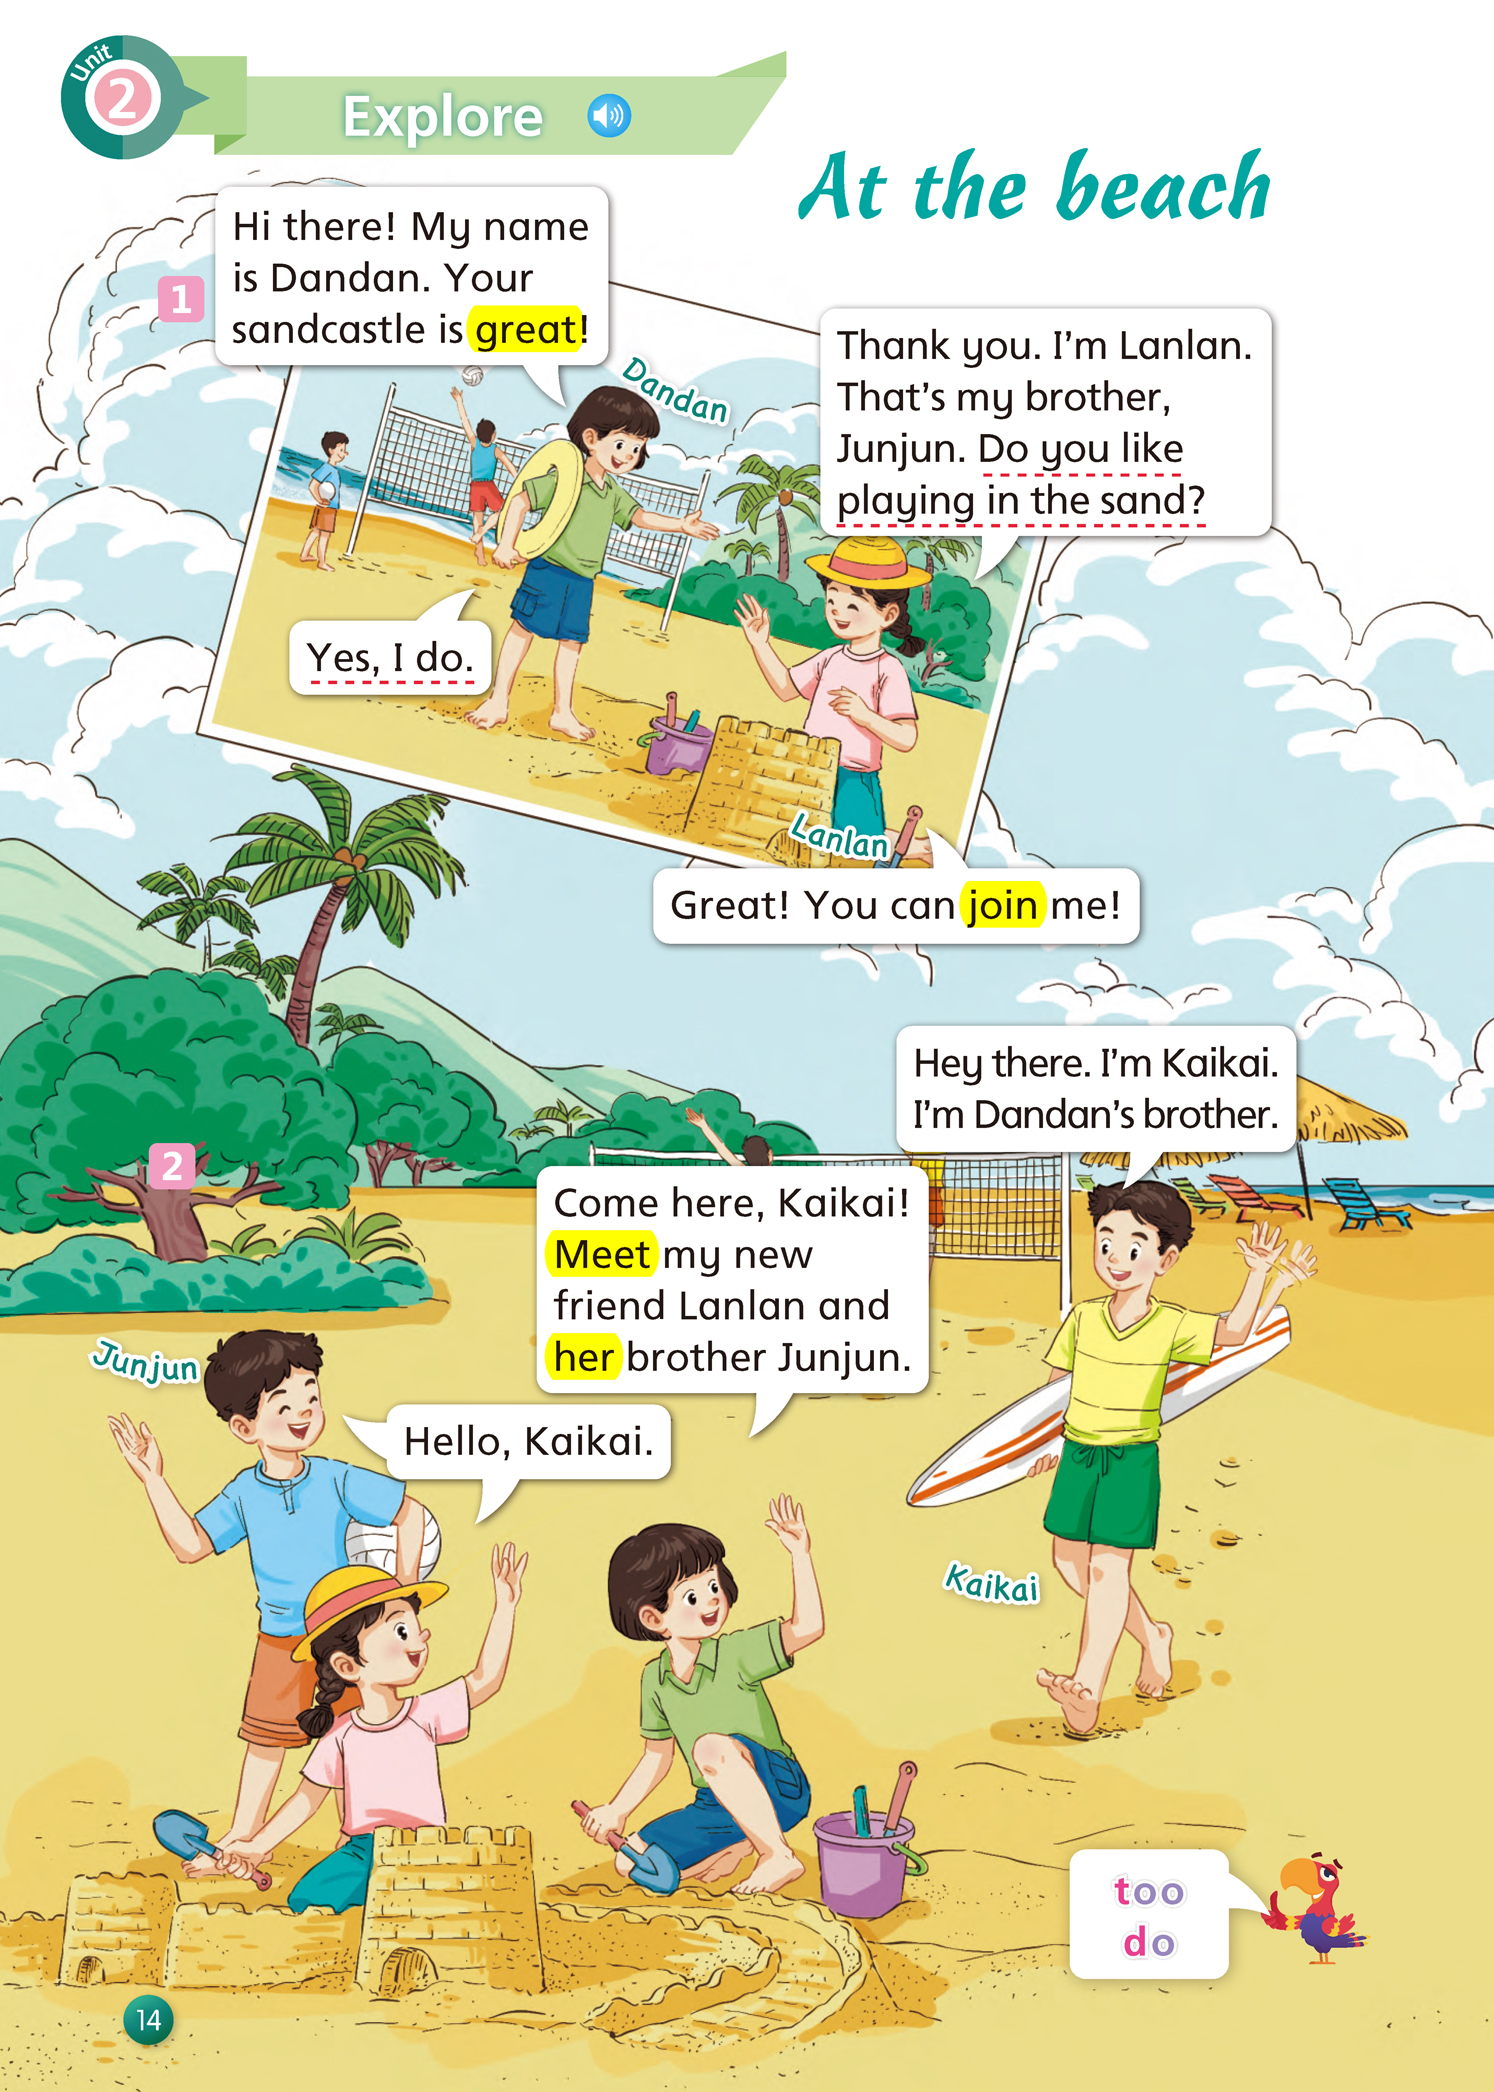 Unit
2
Explore
At the beach
1
Hi there! My name
is Dandan. Your
sandcastle is great!
Dandan
Thank you. I'm Lanlan.
That's my brother,
Junjun. Do you like
playing in the sand?
Yes, I do.
Lanlan
Great! You can join me!
2
Hey there. I'm Kaikai.
I'm Dandan's brother.
Come here, Kaikai!
Meet my new
friend Lanlan and
her brother Junjun.
Junjun
Hello, Kaikai.
Kaikai
too
do
14